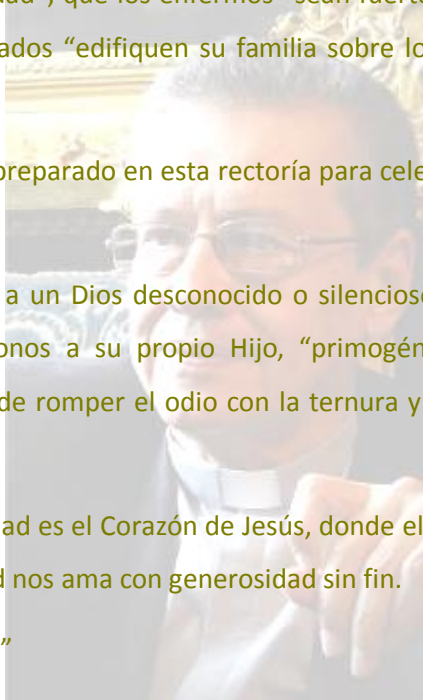 que los enfermos “sean fuerte
ados “edifiquen su familia sobre lo
preparado en esta rectoría para cele
a un Dios desconocido o silencios
onos a su propio Hijo, “primogén
de romper el odio con la ternura y
ad es el Corazón de Jesús, donde el
d nos ama con generosidad sin fin.
”